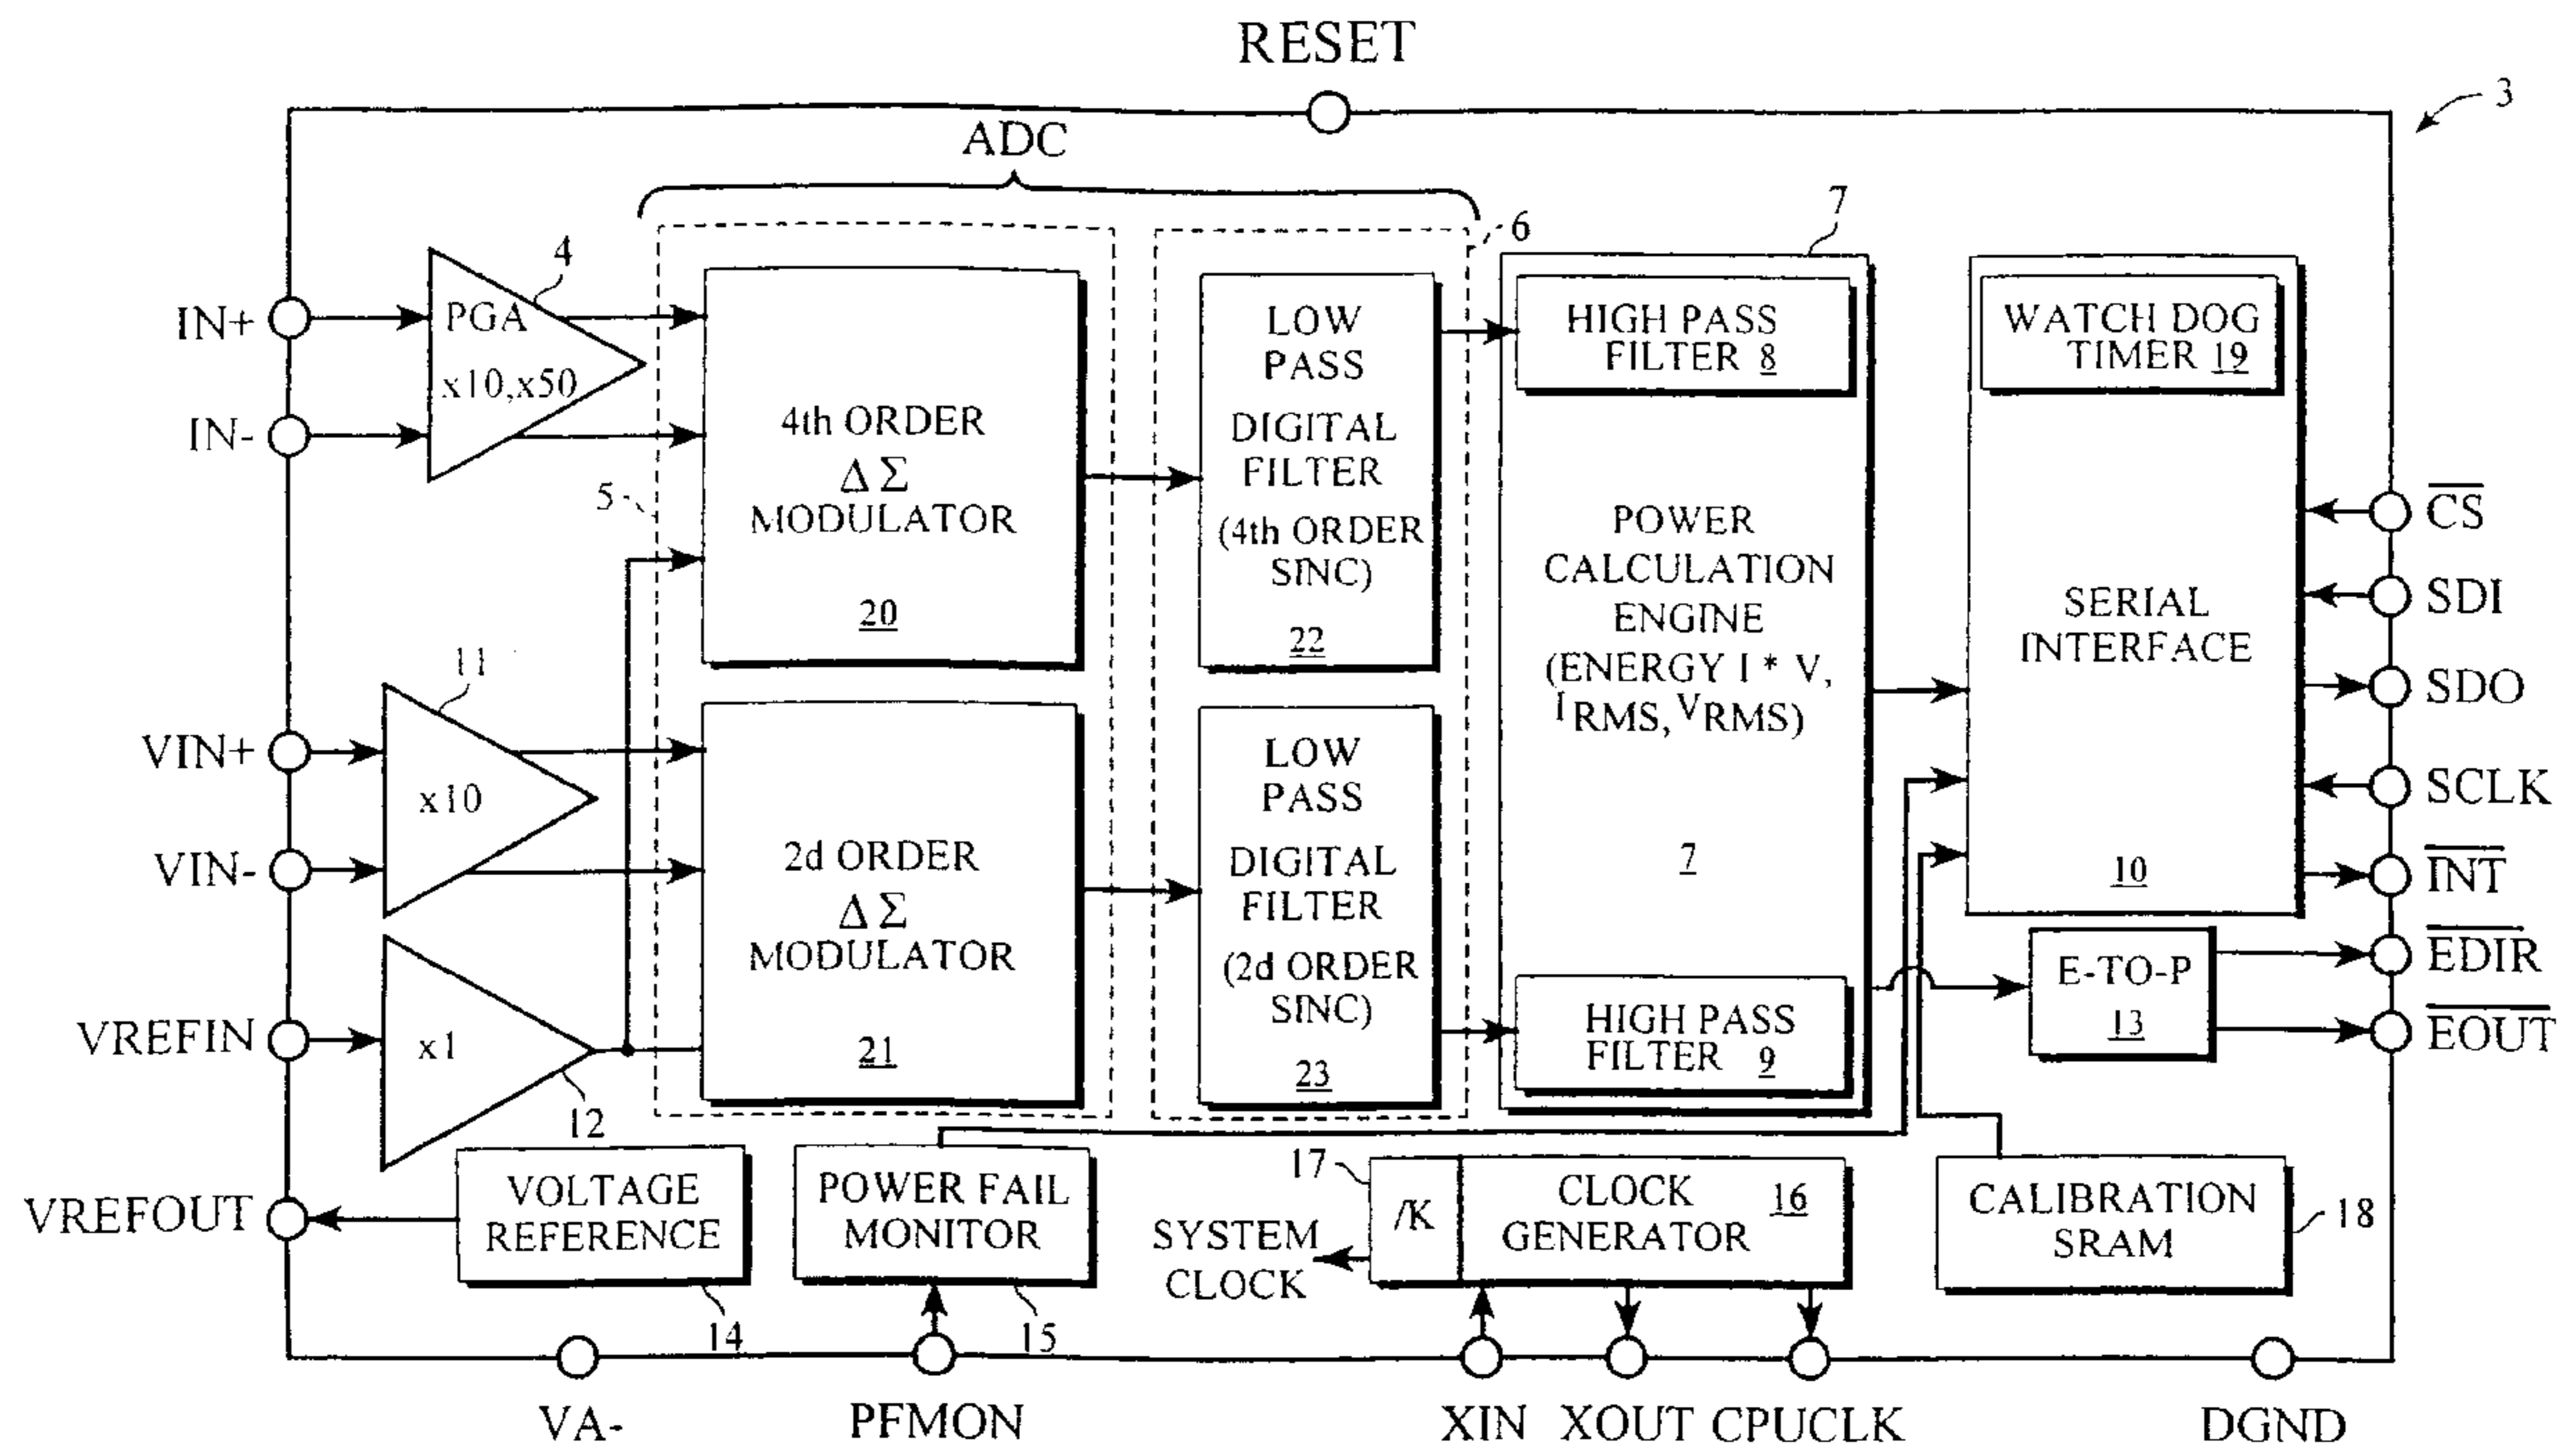 RESET
3
ADC
7
6
4
IN+
PGA
x10,x50
IN-
5
4th ORDER
Δ Σ
MODULATOR
20
LOW
PASS
DIGITAL
FILTER
(4th ORDER
SINC)
22
HIGH PASS
FILTER 8
POWER
CALCULATION
ENGINE
(ENERGY I * V,
IRMS, VRMS)
7
HIGH PASS
FILTER 9
WATCH DOG
TIMER 19
SERIAL
INTERFACE
10
CS
SDI
SDO
SCLK
INT
EDIR
EOUT
E-TO-P
13
11
VIN+
x10
VIN-
2d ORDER
Δ Σ
MODULATOR
21
LOW
PASS
DIGITAL
FILTER
(2d ORDER
SINC)
23
VREFIN
x1
12
VREFOUT
VOLTAGE
REFERENCE
14
POWER FAIL
MONITOR
15
17
/K
CLOCK
GENERATOR
16
SYSTEM
CLOCK
CALIBRATION
SRAM
18
VA-
PFMON
XIN
XOUT
CPUCLK
DGND